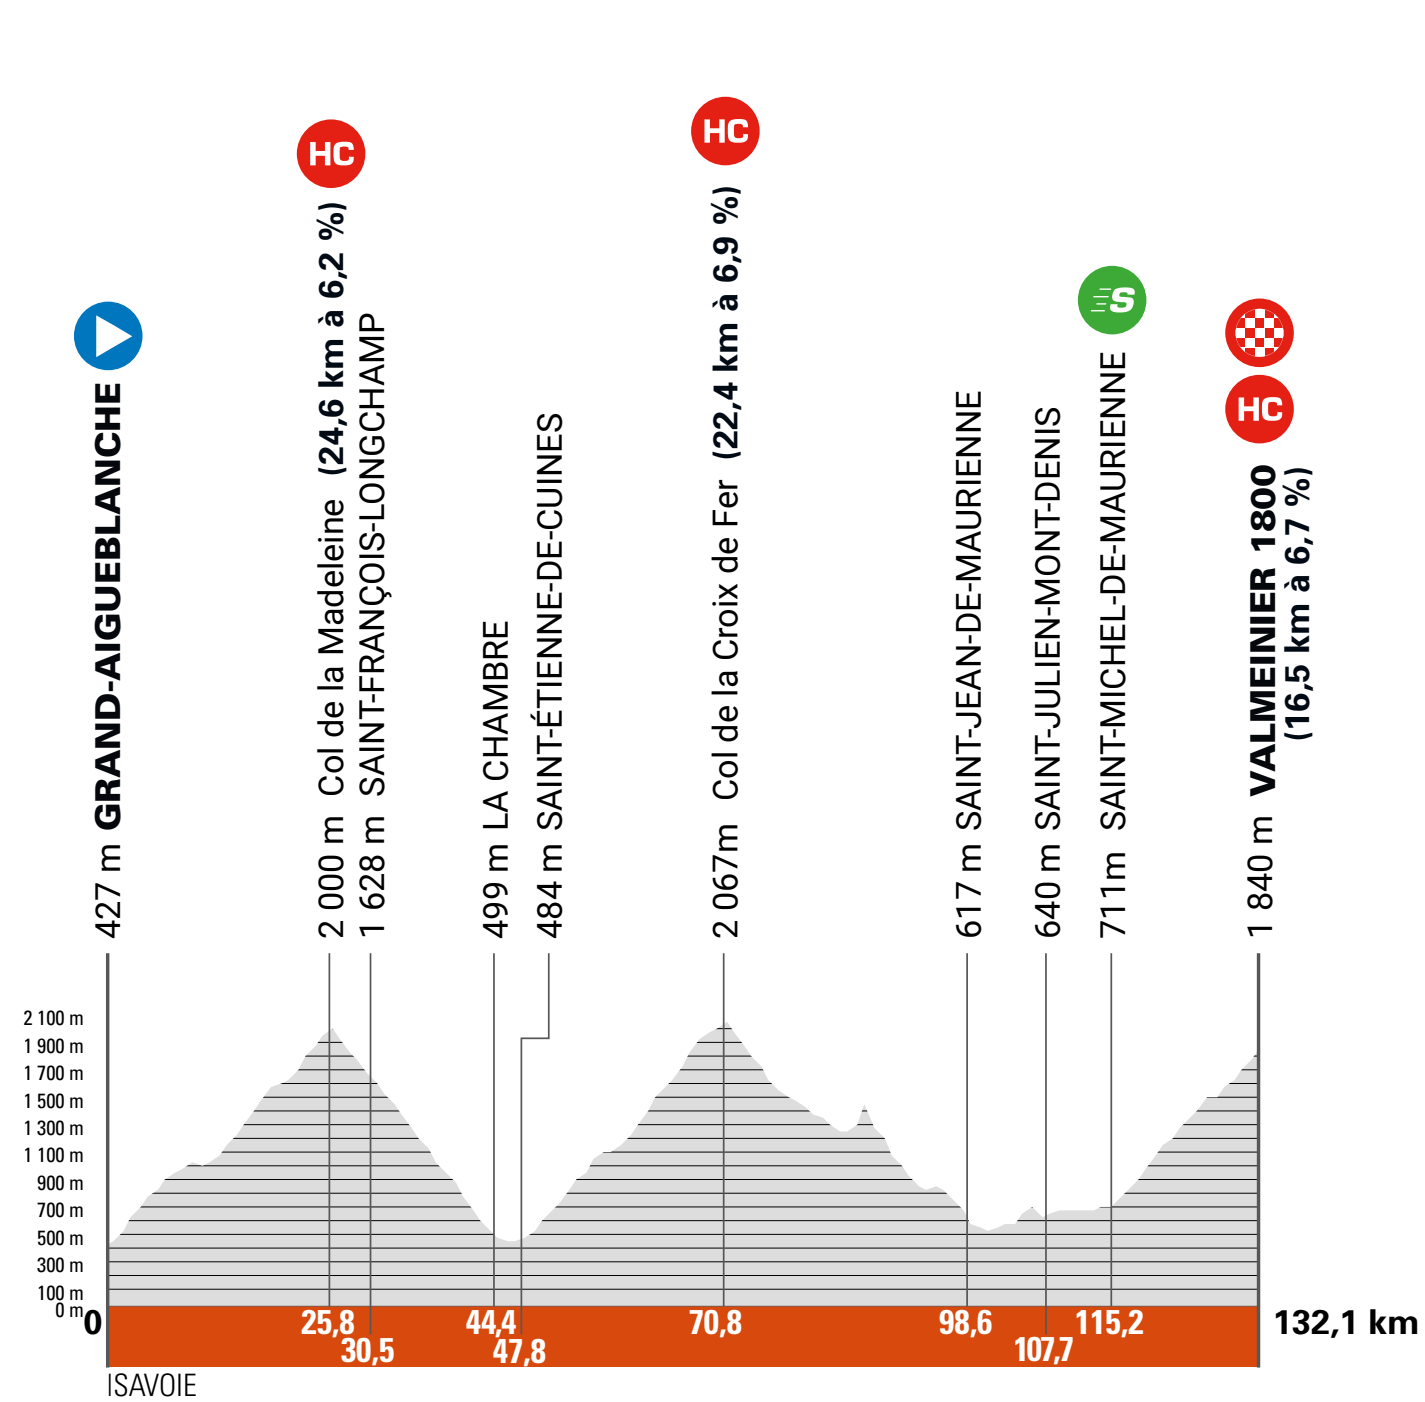 HC
HC
S
HC
427 m GRAND-AIGUEBLANCHE
2 000 m Col de la Madeleine (24,6 km à 6,2 %)
1 628 m SAINT-FRANÇOIS-LONGCHAMP
499 m LA CHAMBRE
484 m SAINT-ÉTIENNE-DE-CUINES
2 067m Col de la Croix de Fer (22,4 km à 6,9 %)
617 m SAINT-JEAN-DE-MAURIENNE
640 m SAINT-JULIEN-MONT-DENIS
711m SAINT-MICHEL-DE-MAURIENNE
1 840 m VALMEINIER 1800
(16,5 km à 6,7 %)
2 100 m
1 900 m
1 700 m
1 500 m
1 300 m
1 100 m
900 m
700 m
500 m
300 m
100 m
0 m
0
25,8
30,5
44,4
47,8
70,8
98,6
107,7
115,2
132,1 km
ISAVOIE